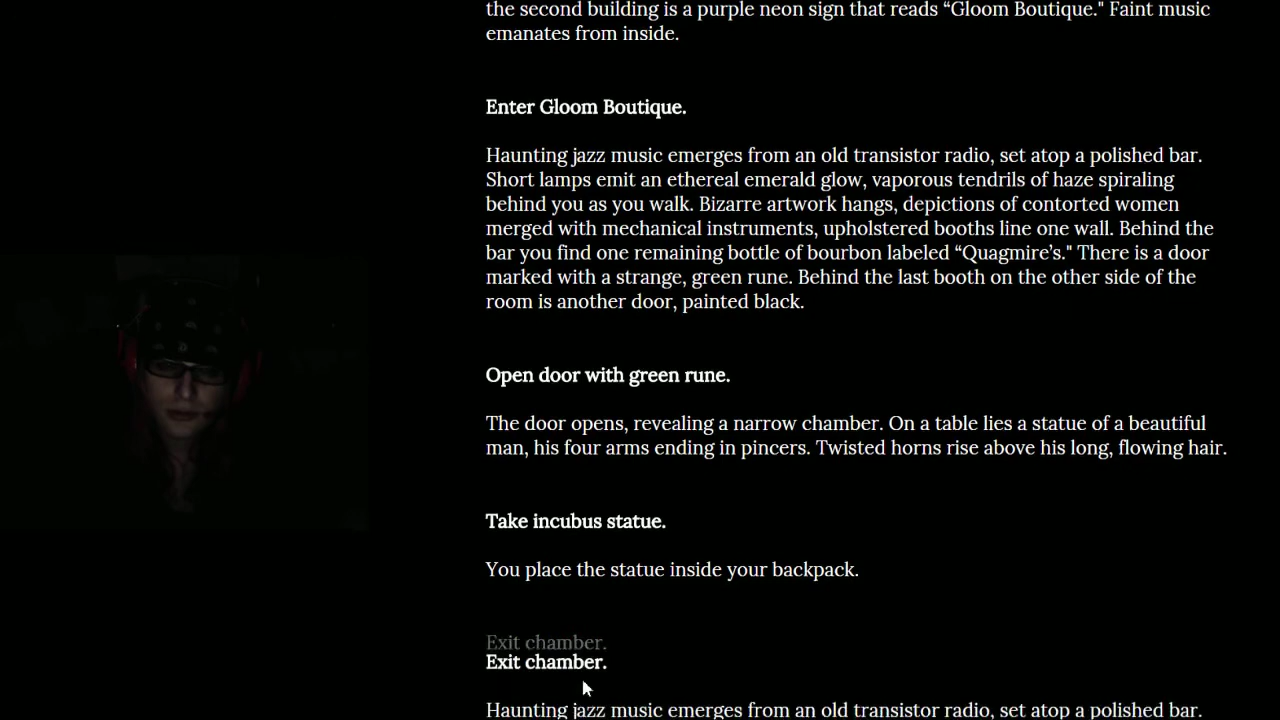 the second building is a purple neon sign that reads “Gloom Boutique." Faint music
emanates from inside.
Enter Gloom Boutique.
Haunting jazz music emerges from an old transistor radio, set atop a polished bar.
Short lamps emit an ethereal emerald glow, vaporous tendrils of haze spiraling
behind you as you walk. Bizarre artwork hangs, depictions of contorted women
merged with mechanical instruments, upholstered booths line one wall. Behind the
bar you find one remaining bottle of bourbon labeled “Quagmire’s." There is a door
marked with a strange, green rune. Behind the last booth on the other side of the
room is another door, painted black.
Open door with green rune.
The door opens, revealing a narrow chamber. On a table lies a statue of a beautiful
man, his four arms ending in pincers. Twisted horns rise above his long, flowing hair.
Take incubus statue.
You place the statue inside your backpack.
Exit chamber.
Exit chamber.
Haunting jazz music emerges from an old transistor radio, set atop a polished bar.